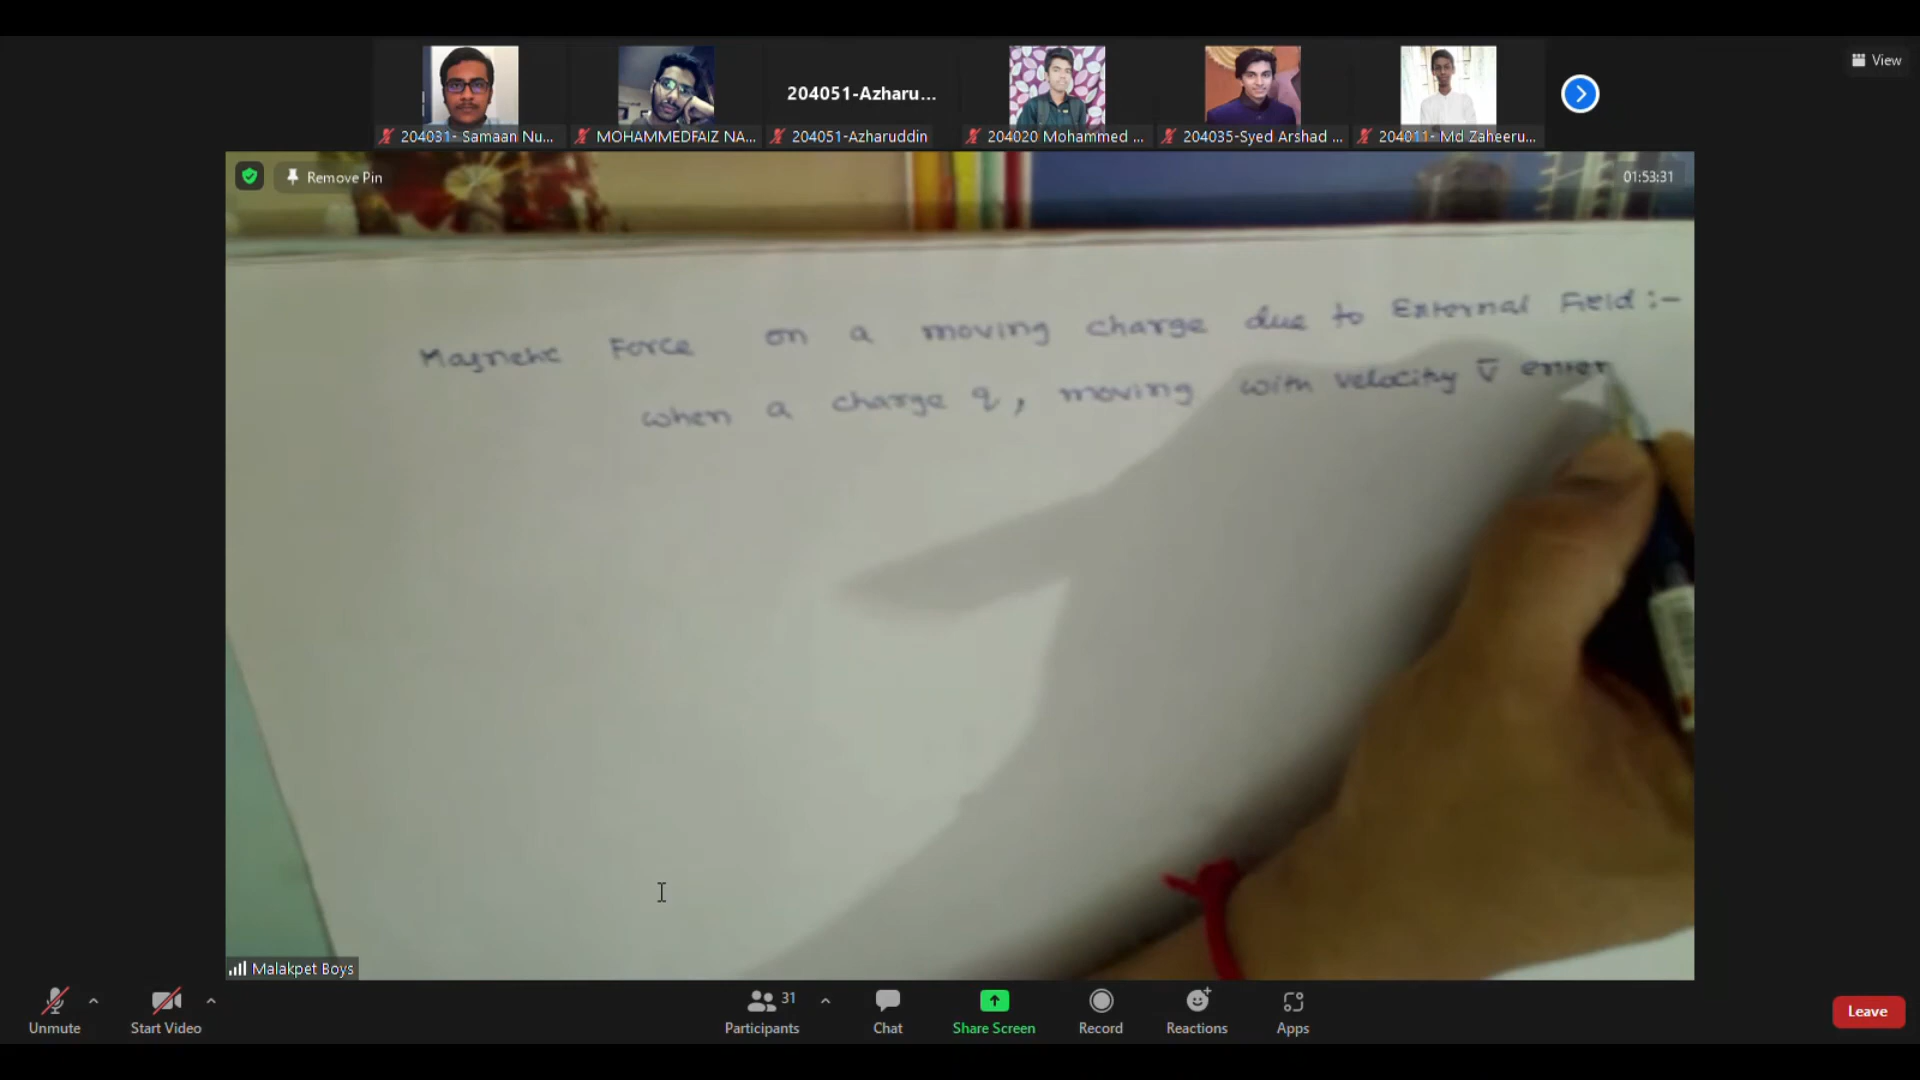 View
204051-Azharu...
204031- Samaan Nu...
MOHAMMEDFAIZ NA...
204051-Azharuddin
204020 Mohammed ...
204035-Syed Arshad ...
204011- Md Zaheeru...
Remove Pin
01:53:31
Magnetic Force on a moving charge due to External Field :-
when a charge q, moving with velocity v̅ enter
Malakpet Boys
Unmute
Start Video
31
Participants
Chat
Share Screen
Record
Reactions
Apps
Leave